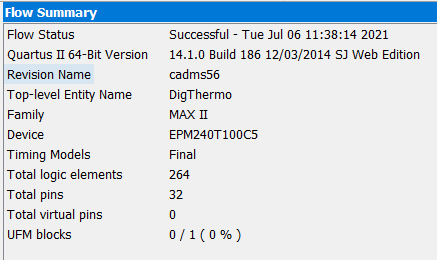 Flow Summary
Flow Status Successful - Tue Jul 06 11:38:14 2021
Quartus II 64-Bit Version 14.1.0 Build 186 12/03/2014 SJ Web Edition
Revision Name cadms56
Top-level Entity Name DigThermo
Family MAX II
Device EPM240T100C5
Timing Models Final
Total logic elements 264
Total pins 32
Total virtual pins 0
UFM blocks 0 / 1 ( 0 % )